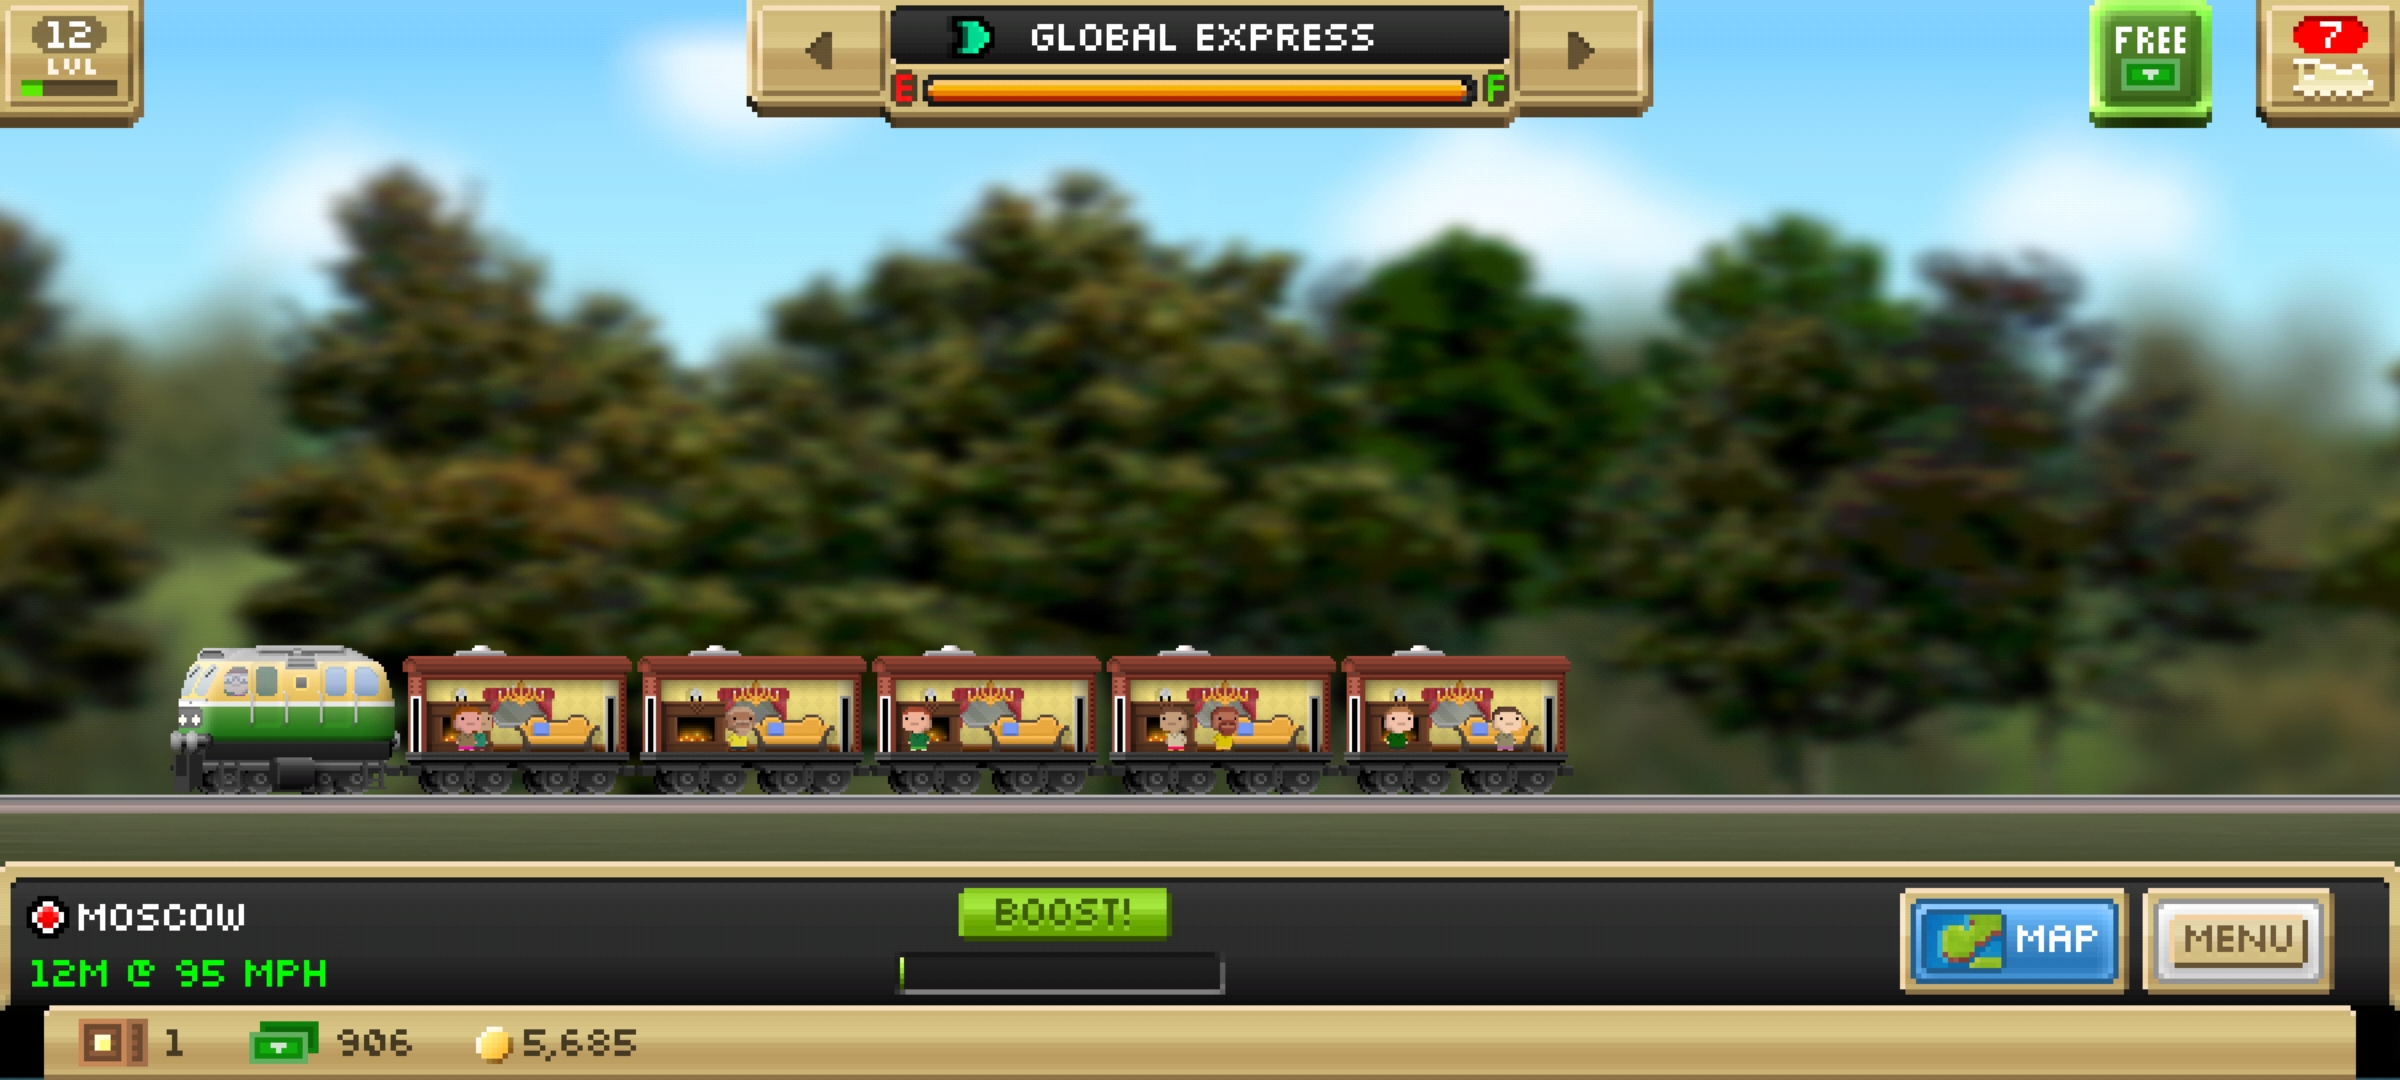 12
LVL
GLOBAL EXPRESS
E
F
FREE
7
MOSCOW
12M @ 95 MPH
BOOST!
MAP
MENU
1
906
5,685